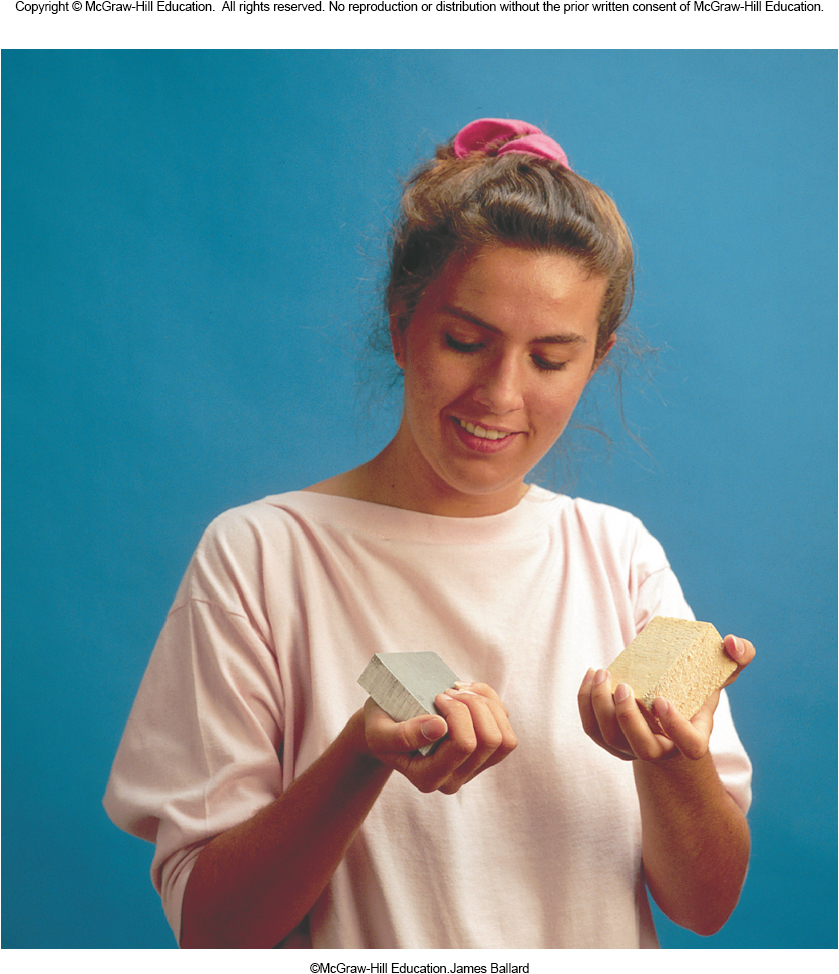 Copyright © McGraw-Hill Education.  All rights reserved. No reproduction or distribution without the prior written consent of McGraw-Hill Education.
©McGraw-Hill Education.James Ballard